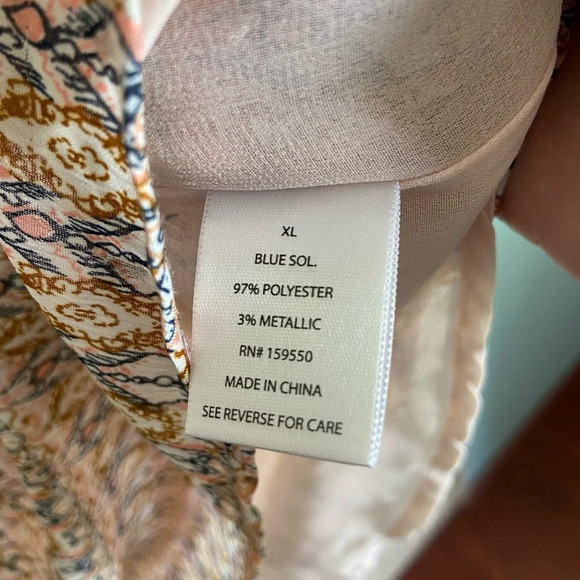 XL
BLUE SOL.
97% POLYESTER
3% METALLIC
RN# 159550
MADE IN CHINA
SEE REVERSE FOR CARE